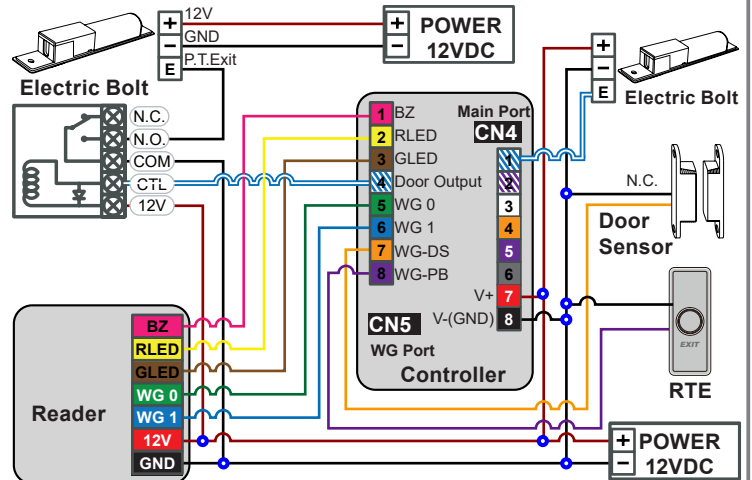 +
12V
−
GND
E
P.T.Exit
Electric Bolt
+
−
POWER
12VDC
+
−
E
Electric Bolt
N.C.
N.O.
COM
CTL
12V
1 BZ
2 RLED
3 GLED
4 Door Output
5 WG 0
6 WG 1
7 WG-DS
8 WG-PB
Main Port
CN4
1
2
3
4
5
6
V+ 7
V-(GND) 8
CN5
WG Port
Controller
N.C.
Door
Sensor
EXIT
RTE
Reader
BZ
RLED
GLED
WG 0
WG 1
12V
GND
+
−
POWER
12VDC